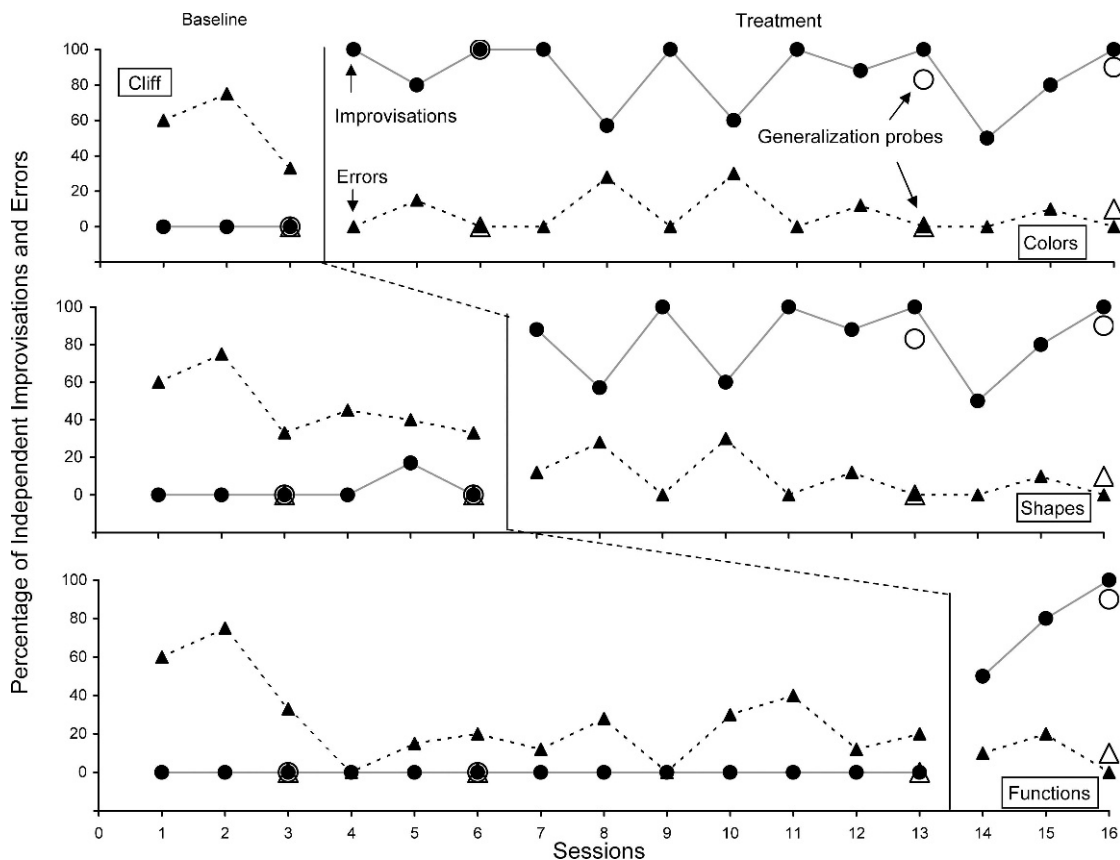 Baseline
Treatment
Percentage of Independent Improvisations and Errors
100
80
60
40
20
0
Cliff
Improvisations
Errors
Generalization probes
Colors
100
80
60
40
20
0
Shapes
100
80
60
40
20
0
Functions
0 1 2 3 4 5 6 7 8 9 10 11 12 13 14 15 16
Sessions